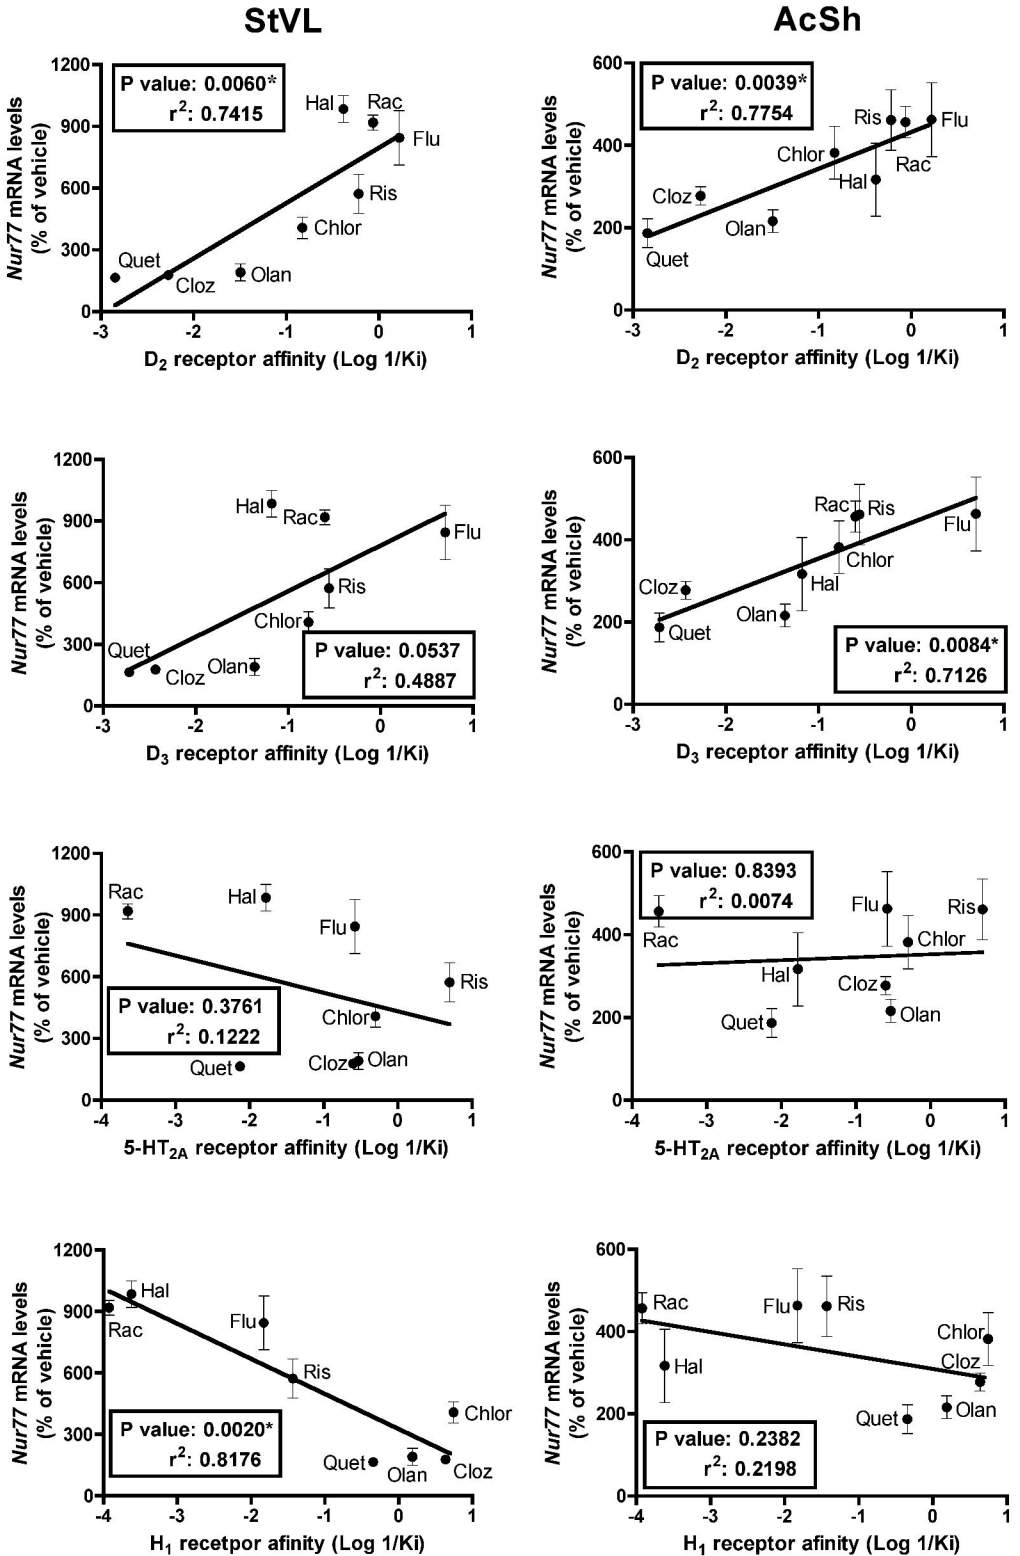 StVL
AcSh
Nur77 mRNA levels
(% of vehicle)
1200
900
600
300
0
P value: 0.0060*
r2: 0.7415
Hal
Rac
Flu
Ris
Chlor
Quet
Cloz
Olan
-3
-2
-1
0
1
D2 receptor affinity (Log 1/Ki)
Nur77 mRNA levels
(% of vehicle)
600
400
200
0
P value: 0.0039*
r2: 0.7754
Ris
Flu
Chlor
Rac
Hal
Cloz
Olan
Quet
-3
-2
-1
0
1
D2 receptor affinity (Log 1/Ki)
Nur77 mRNA levels
(% of vehicle)
1200
900
600
300
0
Hal
Rac
Flu
Ris
Chlor
Quet
Cloz
Olan
P value: 0.0537
r2: 0.4887
-3
-2
-1
0
1
D3 receptor affinity (Log 1/Ki)
Nur77 mRNA levels
(% of vehicle)
600
400
200
0
Rac
Ris
Flu
Chlor
Hal
Cloz
Olan
Quet
P value: 0.0084*
r2: 0.7126
-3
-2
-1
0
1
D3 receptor affinity (Log 1/Ki)
Nur77 mRNA levels
(% of vehicle)
1200
900
600
300
0
Rac
Hal
Flu
Ris
P value: 0.3761
r2: 0.1222
Chlor
Quet
Cloz
Olan
-4
-3
-2
-1
0
1
5-HT2A receptor affinity (Log 1/Ki)
Nur77 mRNA levels
(% of vehicle)
600
400
200
0
P value: 0.8393
r2: 0.0074
Rac
Flu
Ris
Chlor
Hal
Cloz
Quet
Olan
-4
-3
-2
-1
0
1
5-HT2A receptor affinity (Log 1/Ki)
Nur77 mRNA levels
(% of vehicle)
1200
900
600
300
0
Hal
Rac
Flu
Ris
P value: 0.0020*
r2: 0.8176
Chlor
Quet
Olan
Cloz
-4
-3
-2
-1
0
1
H1 recetpor afinity (Log 1/Ki)
Nur77 mRNA levels
(% of vehicle)
600
400
200
0
Rac
Flu
Ris
Hal
Chlor
Cloz
Quet
Olan
P value: 0.2382
r2: 0.2198
-4
-3
-2
-1
0
1
H1 receptor afinity (Log 1/Ki)